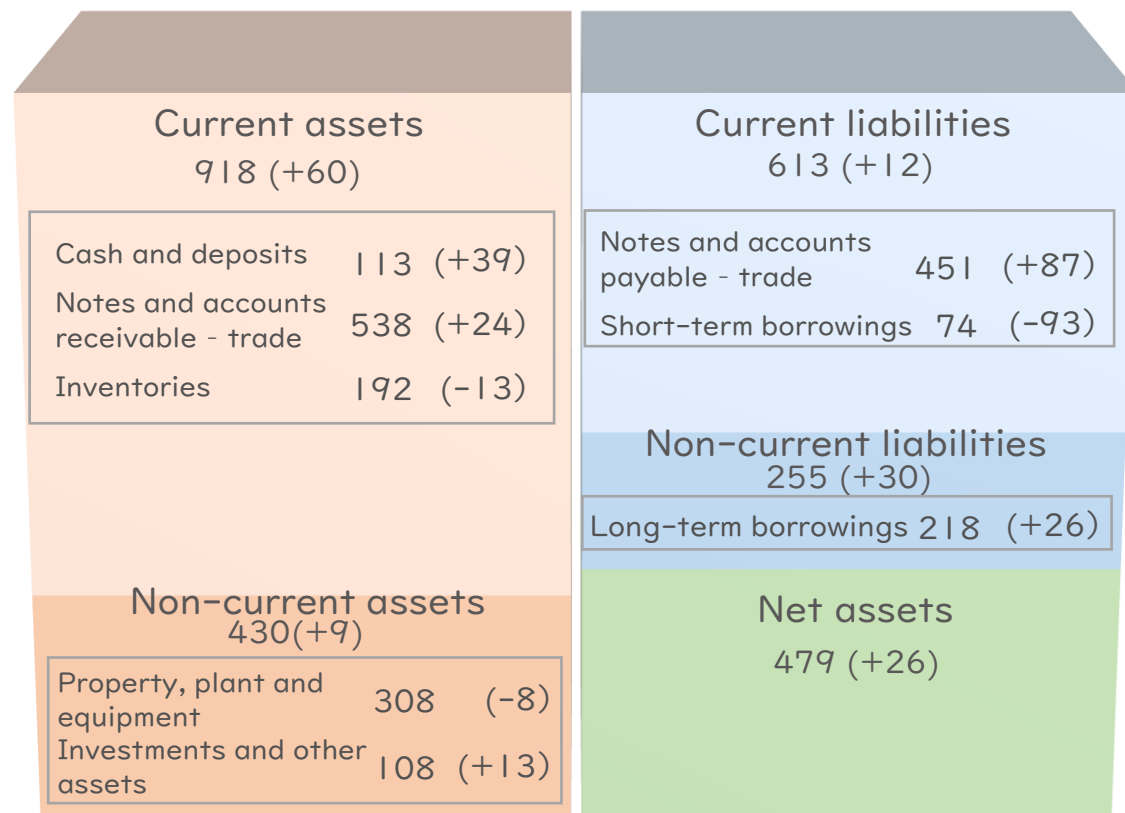 Current assets
918 (+60)
Cash and deposits 113 (+39)
Notes and accounts
receivable - trade 538 (+24)
Inventories 192 (-13)
Non-current assets
430(+9)
Property, plant and
equipment 308 (-8)
Investments and other
assets 108 (+13)
Current liabilities
613 (+12)
Notes and accounts
payable - trade 451 (+87)
Short-term borrowings 74 (-93)
Non-current liabilities
255 (+30)
Long-term borrowings 218 (+26)
Net assets
479 (+26)